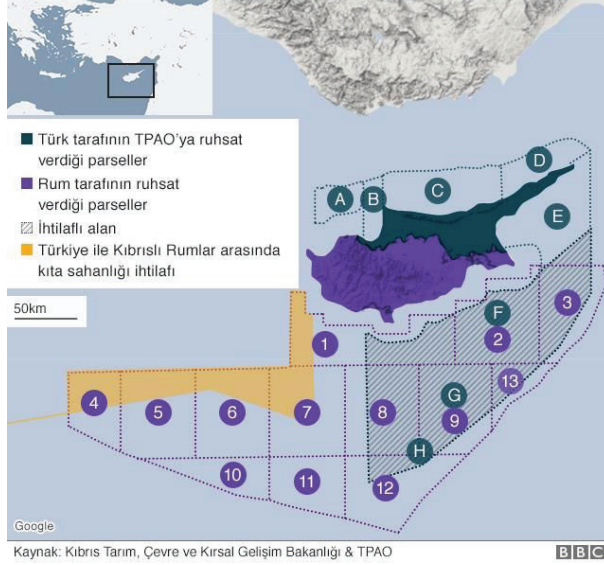 Türk tarafının TPAO'ya ruhsat
verdiği parseller
Rum tarafının ruhsat
verdiği parseller
İhtilaflı alan
Türkiye ile Kıbrıslı Rumlar arasında
kıta sahanlığı ihtilafı
50km
A
B
C
D
E
F
G
H
1
2
3
4
5
6
7
8
9
10
11
12
13
Google
Kaynak: Kıbrıs Tarım, Çevre ve Kırsal Gelişim Bakanlığı & TPAO
BBC